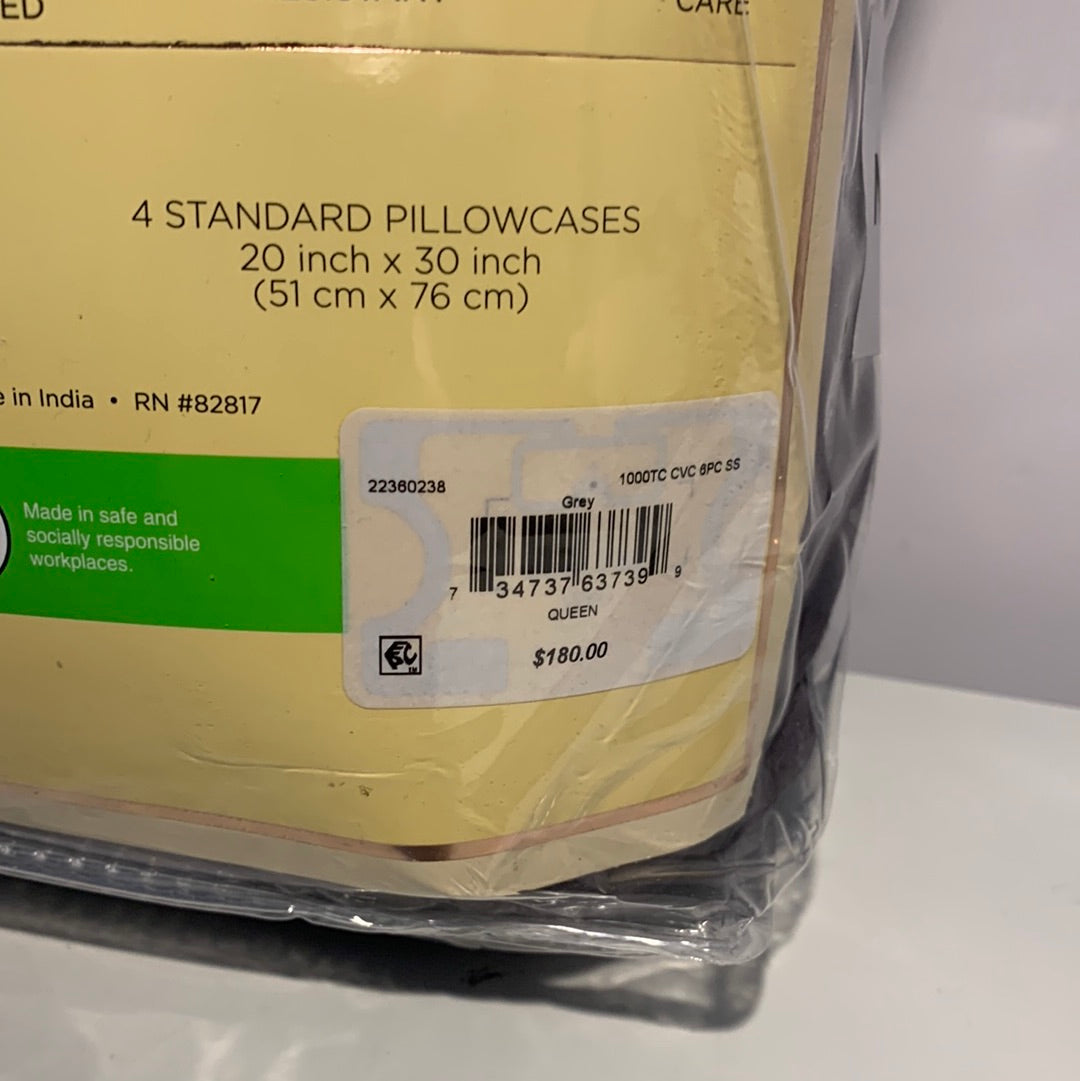 ED
CARE
4 STANDARD PILLOWCASES
20 inch x 30 inch
(51 cm x 76 cm)
in India • RN #82817
Made in safe and
socially responsible
workplaces.
22360238
1000TC CVC 6PC SS
Grey
7 34737 63739 9
QUEEN
$180.00